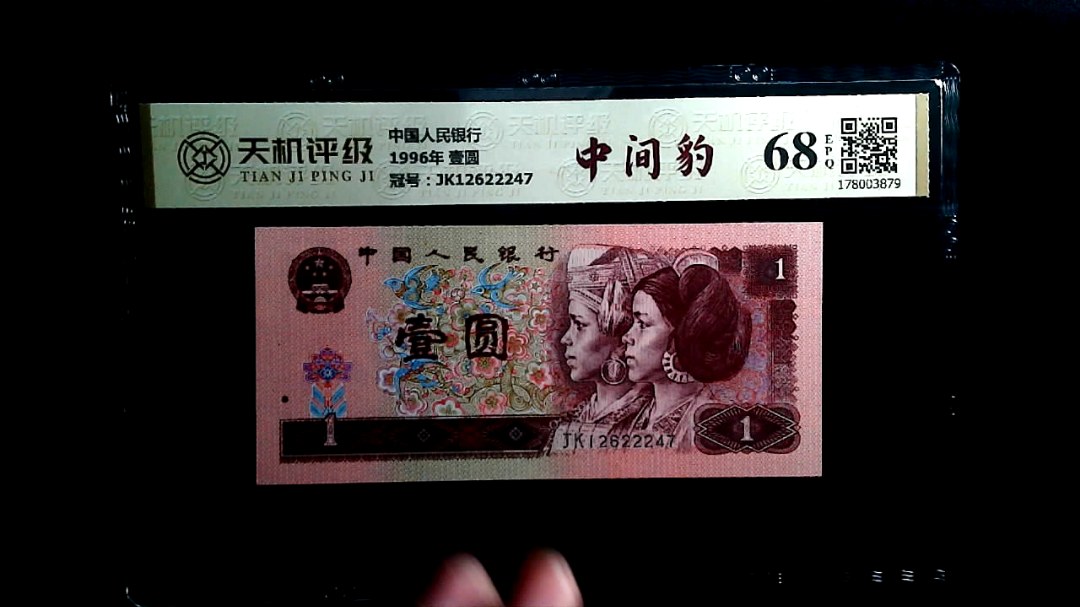 天机评级
TIAN JI PING JI
中国人民银行
1996年 壹圆
冠号：JK12622247
中间豹
68
EPQ
178003879
中国人民银行
1
壹圆
1
JK12622247
1